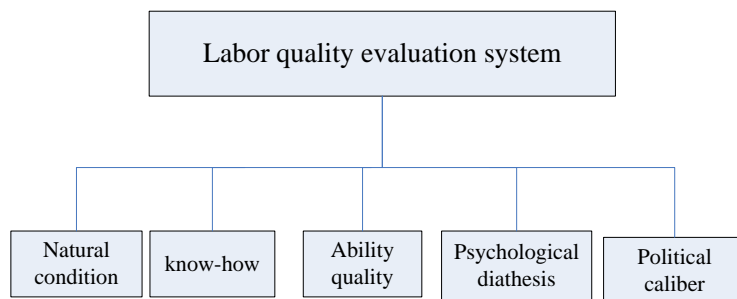 Labor quality evaluation system
Natural
condition
know-how
Ability
quality
Psychological
diathesis
Political
caliber